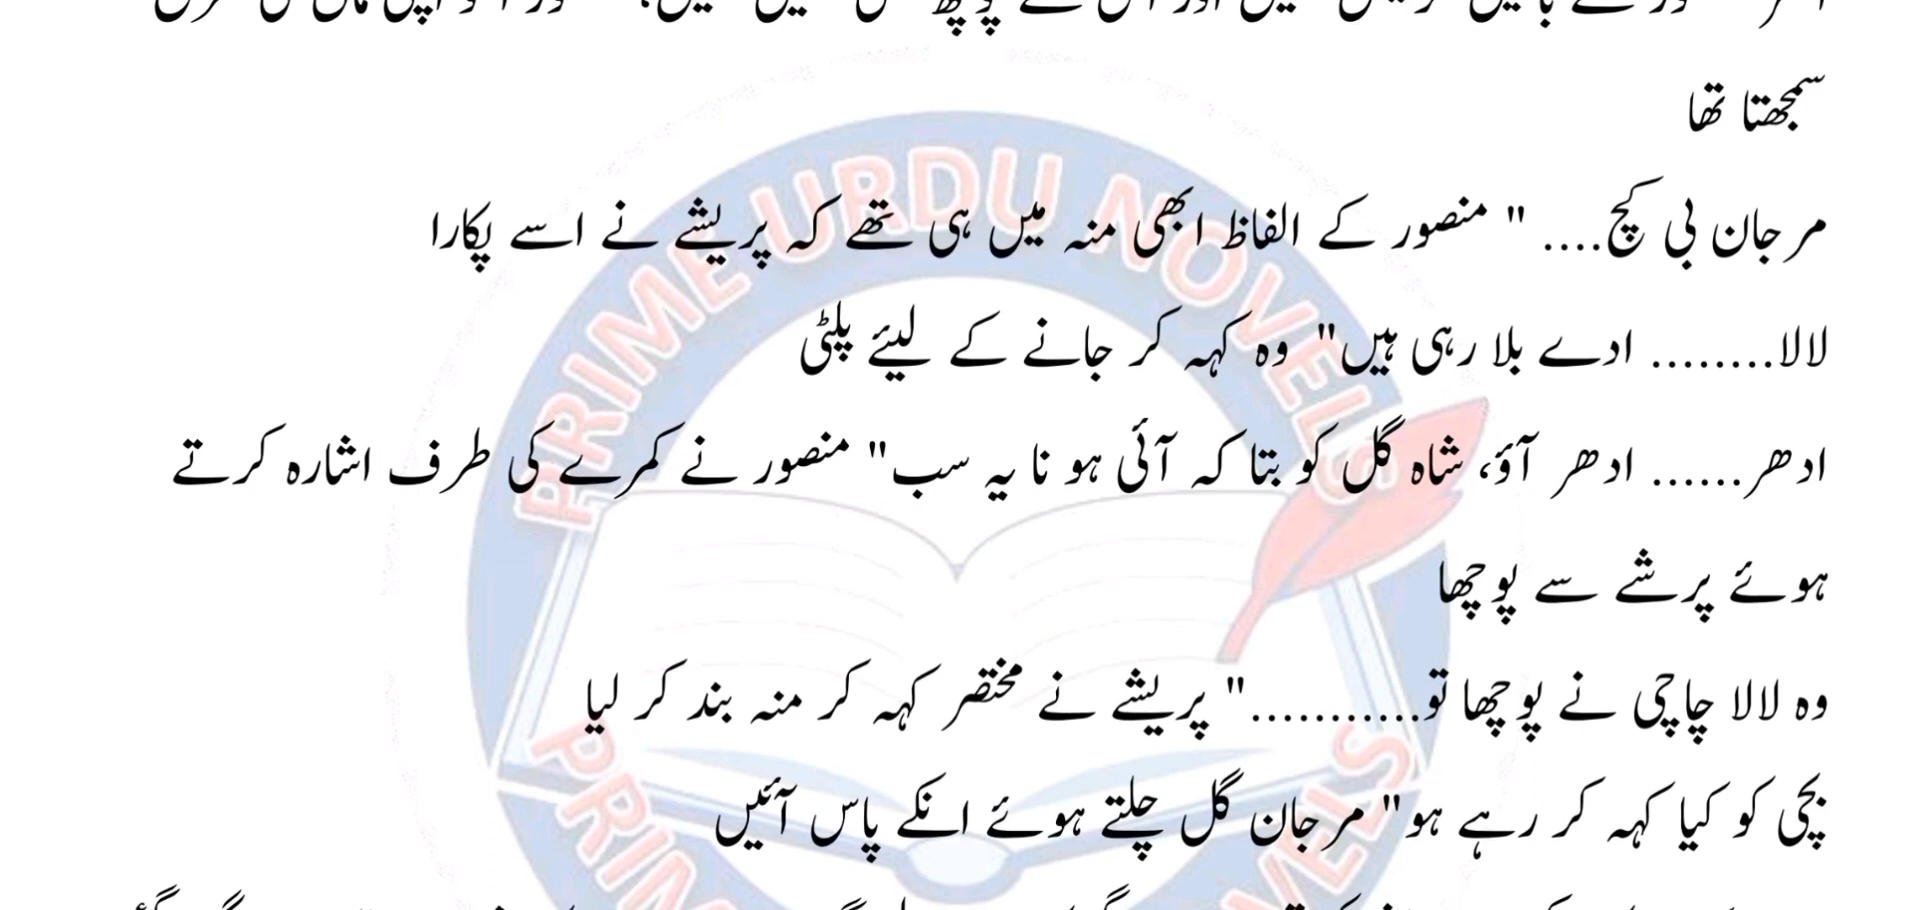 سمجھتا تھا
مرجان بی کچ.... " منصور کے الفاظ ابھی منہ میں ہی تھے کہ پریشے نے اسے پکارا
لالا........ ادے بلا رہی ہیں" وہ کہہ کر جانے کے لیئے پلٹی
ادھر...... ادھر آؤ، شاہ گل کو بتا کہ آئی ہو نا یہ سب" منصور نے کمرے کی طرف اشارہ کرتے
ہوئے پرشے سے پوچھا
وہ لالا چاچی نے پوچھا تو..........." پریشے نے مختصر کہہ کر منہ بند کر لیا
بچی کو کیا کہہ کر رہے ہو" مرجان گل چلتے ہوئے انکے پاس آئیں
PRIME URDU NOVELS